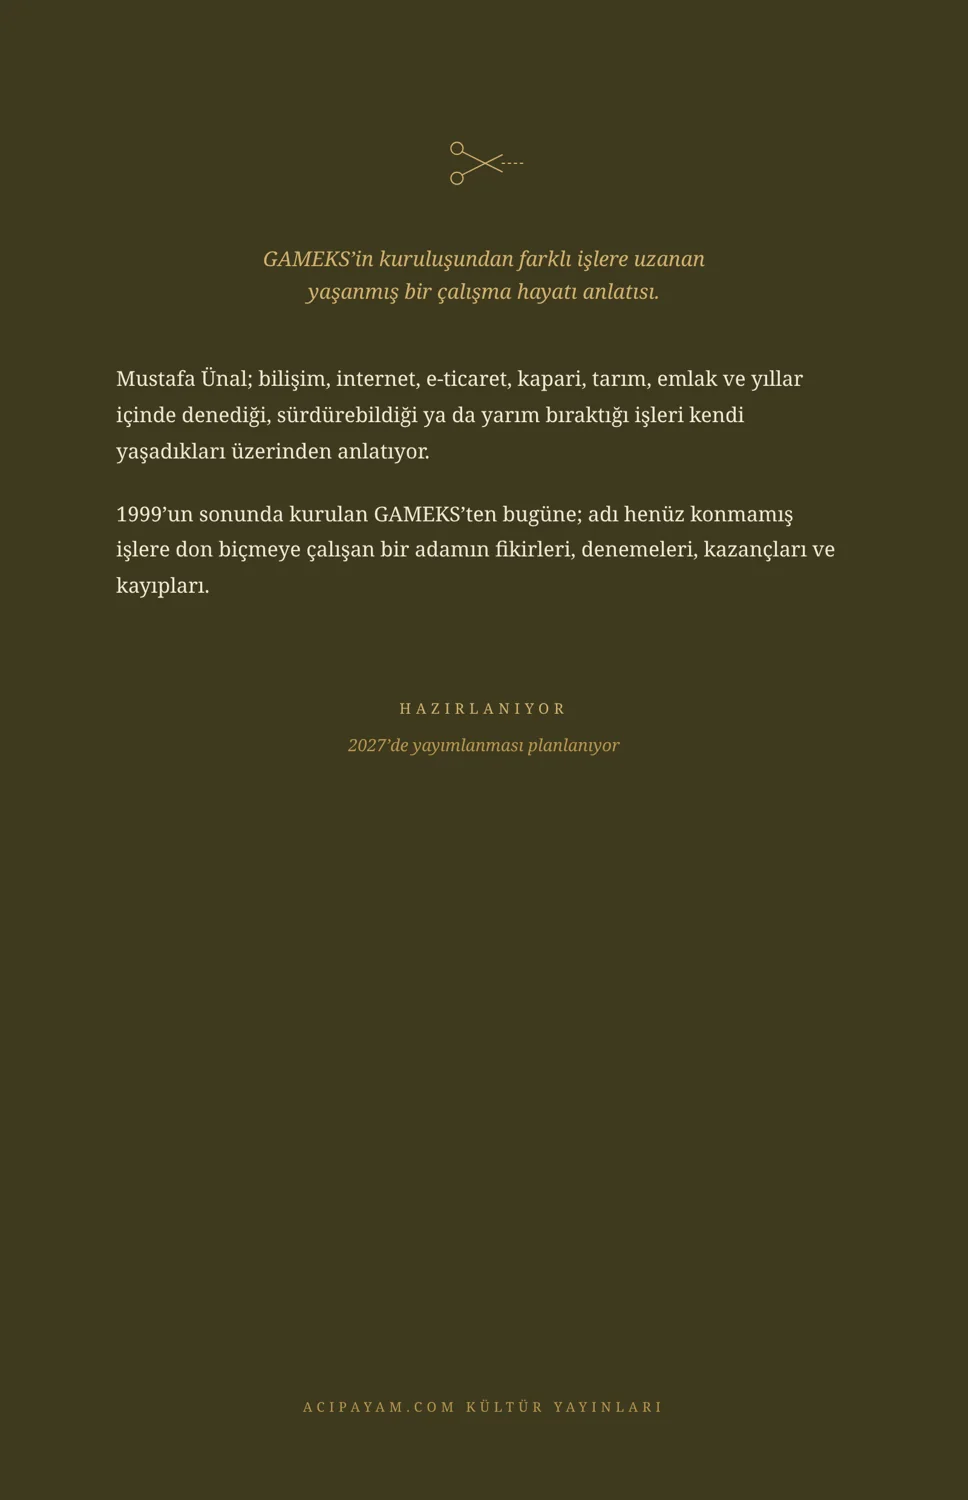 GAMEKS’in kuruluşundan farklı işlere uzanan
yaşanmış bir çalışma hayatı anlatısı.
Mustafa Ünal; bilişim, internet, e-ticaret, kapari, tarım, emlak ve yıllar
içinde denediği, sürdürebildiği ya da yarım bıraktığı işleri kendi
yaşadıkları üzerinden anlatıyor.
1999’un sonunda kurulan GAMEKS’ten bugüne; adı henüz konmamış
işlere don biçmeye çalışan bir adamın fikirleri, denemeleri, kazançları ve
kayıpları.
HAZIRLANIYOR
2027’de yayımlanması planlanıyor
ACIPAYAM.COM KÜLTÜR YAYINLARI